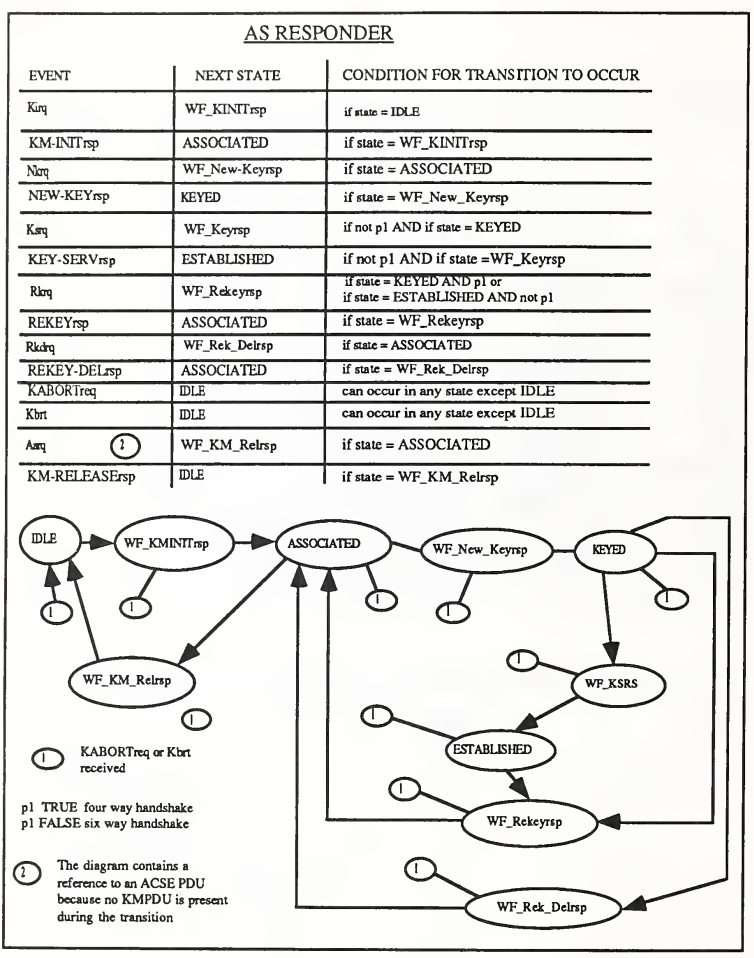 AS RESPONDER
EVENT NEXT STATE CONDITION FOR TRANSITION TO OCCUR
Kirq WF_KINITrsp if state = IDLE
KM-INITrsp ASSOCIATED if state = WF_KINITrsp
Nkrq WF_New-Keyrsp if state = ASSOCIATED
NEW-KEYrsp KEYED if state = WF_New_Keyrsp
Ksrq WF_Keyrsp if not p1 AND if state = KEYED
KEY-SERVrsp ESTABLISHED if not p1 AND if state =WF_Keyrsp
Rkrq WF_Rekeyrsp if state = KEYED AND p1 or
if state = ESTABLISHED AND not p1
REKEYrsp ASSOCIATED if state = WF_Rekeyrsp
Rkdrq WF_Rek_Delrsp if state = ASSOCIATED
REKEY-DELrsp ASSOCIATED if state = WF_Rek_Delrsp
KABORTreq IDLE can occur in any state except IDLE
Kbrt IDLE can occur in any state except IDLE
Aarq 2 WF_KM_Relrsp if state = ASSOCIATED
KM-RELEASErsp IDLE if state = WF_KM_Relrsp
IDLE WF_KMINITrsp ASSOCIATED WF_New_Keyrsp KEYED
1 1 1 1 1
WF_KM_Relrsp 1 WF_KSRS
1 1
1 KABORTreq or Kbrt
received
ESTABLISHED
1
p1 TRUE four way handshake
p1 FALSE six way handshake
WF_Rekeyrsp
2 The diagram contains a
reference to an ACSE PDU
because no KMPDU is present
during the transition
1
WF_Rek_Delrsp